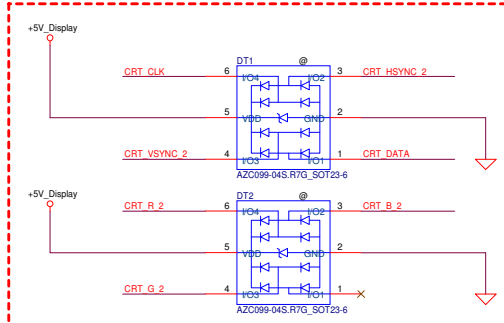 +5V_Display
DT1 @
CRT_CLK 6 I/O4 I/O2 3 CRT_HSYNC_2
5 VDD GND 2
CRT_VSYNC_2 4 I/O3 I/O1 1 CRT_DATA
AZC099-04S.R7G_SOT23-6
+5V_Display
DT2 @
CRT_R_2 6 I/O4 I/O2 3 CRT_B_2
5 VDD GND 2
CRT_G_2 4 I/O3 I/O1 1
AZC099-04S.R7G_SOT23-6